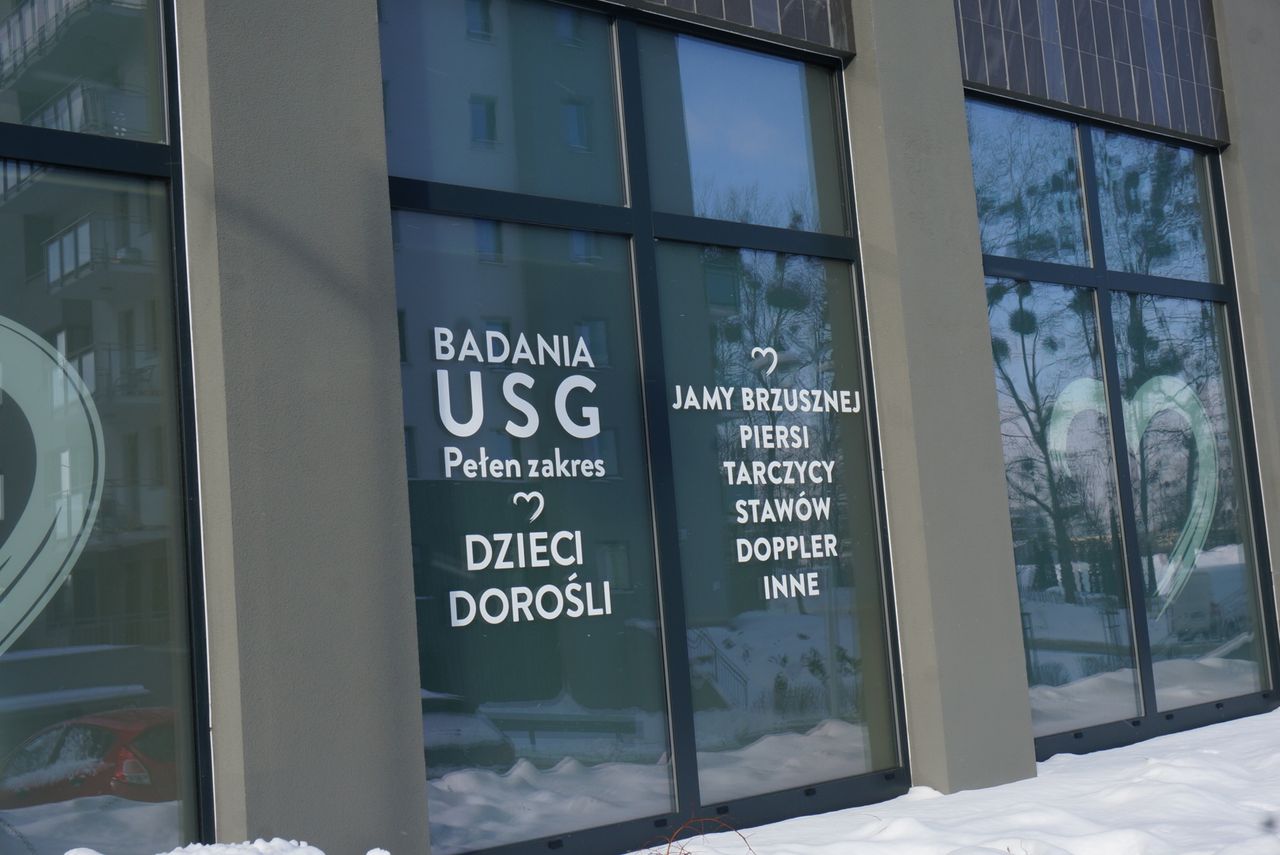 BADANIA
USG
Pełen zakres
DZIECI
DOROŚLI
JAMY BRZUSZNEJ
PIERSI
TARCZYCY
STAWÓW
DOPPLER
INNE